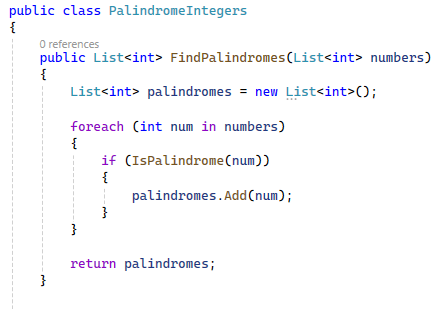 public class PalindromeIntegers
{
0 references
public List<int> FindPalindromes(List<int> numbers)
{
List<int> palindromes = new List<int>();
foreach (int num in numbers)
{
if (IsPalindrome(num))
{
palindromes.Add(num);
}
}
return palindromes;
}